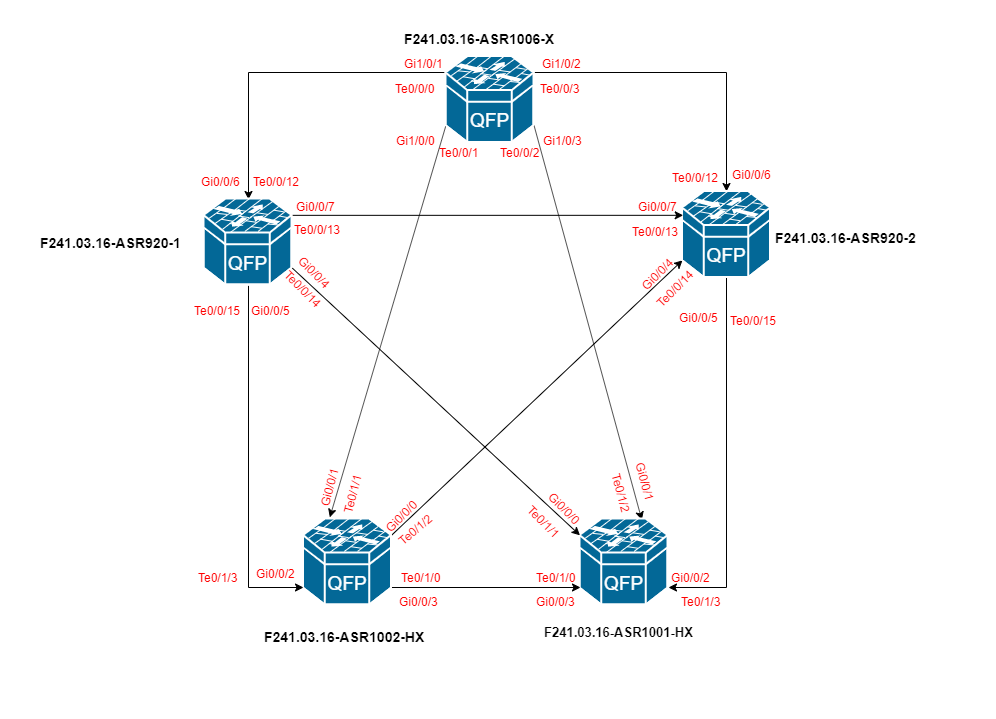 F241.03.16-ASR1006-X
Gi1/0/1
Gi1/0/2
Te0/0/0
Te0/0/3
QFP
Gi1/0/0
Gi1/0/3
Te0/0/1
Te0/0/2
Gi0/0/6
Te0/0/12
Te0/0/12
Gi0/0/6
Gi0/0/7
Gi0/0/7
Te0/0/13
Te0/0/13
F241.03.16-ASR920-1
F241.03.16-ASR920-2
QFP
QFP
Gi0/0/4
Te0/0/14
Gi0/0/4
Te0/0/14
Te0/0/15
Gi0/0/5
Gi0/0/5
Te0/0/15
Gi0/0/1
Te0/1/1
Te0/1/2
Gi0/0/1
Gi0/0/0
Te0/1/2
Gi0/0/0
Te0/1/1
Te0/1/3
Gi0/0/2
QFP
Te0/1/0
Gi0/0/3
Te0/1/0
Gi0/0/3
QFP
Gi0/0/2
Te0/1/3
F241.03.16-ASR1002-HX
F241.03.16-ASR1001-HX